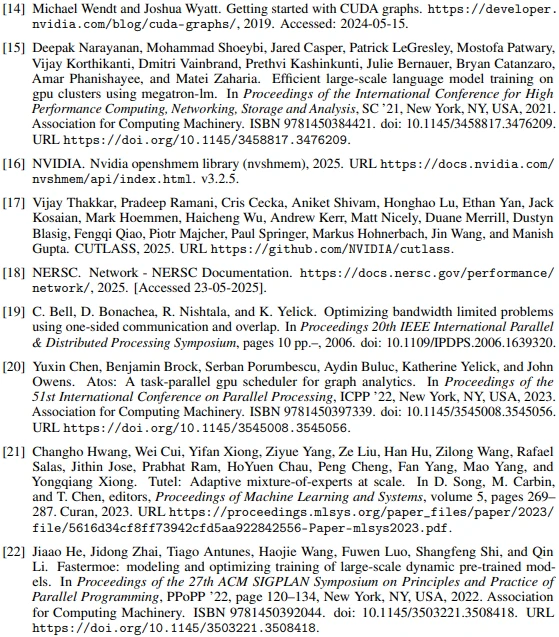 [14] Michael Wendt and Joshua Wyatt. Getting started with CUDA graphs. https://developer.
nvidia.com/blog/cuda-graphs/, 2019. Accessed: 2024-05-15.
[15] Deepak Narayanan, Mohammad Shoeybi, Jared Casper, Patrick LeGresley, Mostofa Patwary,
Vijay Korthikanti, Dmitri Vainbrand, Prethvi Kashinkunti, Julie Bernauer, Bryan Catanzaro,
Amar Phanishayee, and Matei Zaharia. Efficient large-scale language model training on
gpu clusters using megatron-lm. In Proceedings of the International Conference for High
Performance Computing, Networking, Storage and Analysis, SC '21, New York, NY, USA, 2021.
Association for Computing Machinery. ISBN 9781450384421. doi: 10.1145/3458817.3476209.
URL https://doi.org/10.1145/3458817.3476209.
[16] NVIDIA. Nvidia openshmem library (nvshmem), 2025. URL https://docs.nvidia.com/
nvshmem/api/index.html. v3.2.5.
[17] Vijay Thakkar, Pradeep Ramani, Cris Cecka, Aniket Shivam, Honghao Lu, Ethan Yan, Jack
Kosaian, Mark Hoemmen, Haicheng Wu, Andrew Kerr, Matt Nicely, Duane Merrill, Dustyn
Blasig, Fengqi Qiao, Piotr Majcher, Paul Springer, Markus Hohnerbach, Jin Wang, and Manish
Gupta. CUTLASS, 2025. URL https://github.com/NVIDIA/cutlass.
[18] NERSC. Network - NERSC Documentation. https://docs.nersc.gov/performance/
network/, 2025. [Accessed 23-05-2025].
[19] C. Bell, D. Bonachea, R. Nishtala, and K. Yelick. Optimizing bandwidth limited problems
using one-sided communication and overlap. In Proceedings 20th IEEE International Parallel
& Distributed Processing Symposium, pages 10 pp.–, 2006. doi: 10.1109/IPDPS.2006.1639320.
[20] Yuxin Chen, Benjamin Brock, Serban Porumbescu, Aydin Buluc, Katherine Yelick, and John
Owens. Atos: A task-parallel gpu scheduler for graph analytics. In Proceedings of the
51st International Conference on Parallel Processing, ICPP '22, New York, NY, USA, 2023.
Association for Computing Machinery. ISBN 9781450397339. doi: 10.1145/3545008.3545056.
URL https://doi.org/10.1145/3545008.3545056.
[21] Changho Hwang, Wei Cui, Yifan Xiong, Ziyue Yang, Ze Liu, Han Hu, Zilong Wang, Rafael
Salas, Jithin Jose, Prabhat Ram, HoYuen Chau, Peng Cheng, Fan Yang, Mao Yang, and
Yongqiang Xiong. Tutel: Adaptive mixture-of-experts at scale. In D. Song, M. Carbin,
and T. Chen, editors, Proceedings of Machine Learning and Systems, volume 5, pages 269–
287. Curan, 2023. URL https://proceedings.mlsys.org/paper_files/paper/2023/
file/5616d34cf8ff73942cfd5aa922842556-Paper-mlsys2023.pdf.
[22] Jiaao He, Jidong Zhai, Tiago Antunes, Haojie Wang, Fuwen Luo, Shangfeng Shi, and Qin
Li. Fastermoe: modeling and optimizing training of large-scale dynamic pre-trained mod-
els. In Proceedings of the 27th ACM SIGPLAN Symposium on Principles and Practice of
Parallel Programming, PPoPP '22, page 120–134, New York, NY, USA, 2022. Association
for Computing Machinery. ISBN 9781450392044. doi: 10.1145/3503221.3508418. URL
https://doi.org/10.1145/3503221.3508418.